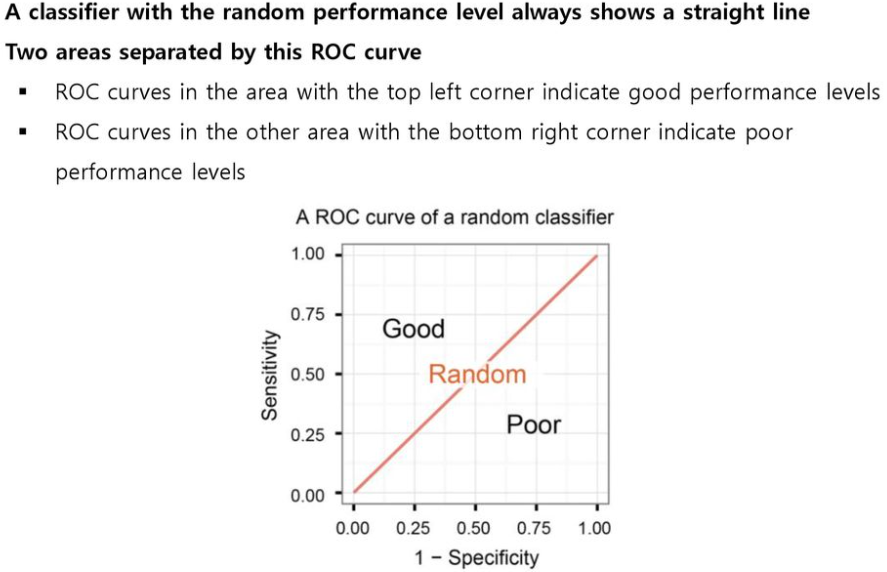 A classifier with the random performance level always shows a straight line
Two areas separated by this ROC curve
▪ ROC curves in the area with the top left corner indicate good performance levels
▪ ROC curves in the other area with the bottom right corner indicate poor
performance levels
A ROC curve of a random classifier
1.00
0.75
Good
Sensitivity
0.50
Random
Poor
0.25
0.00
0.00 0.25 0.50 0.75 1.00
1 − Specificity